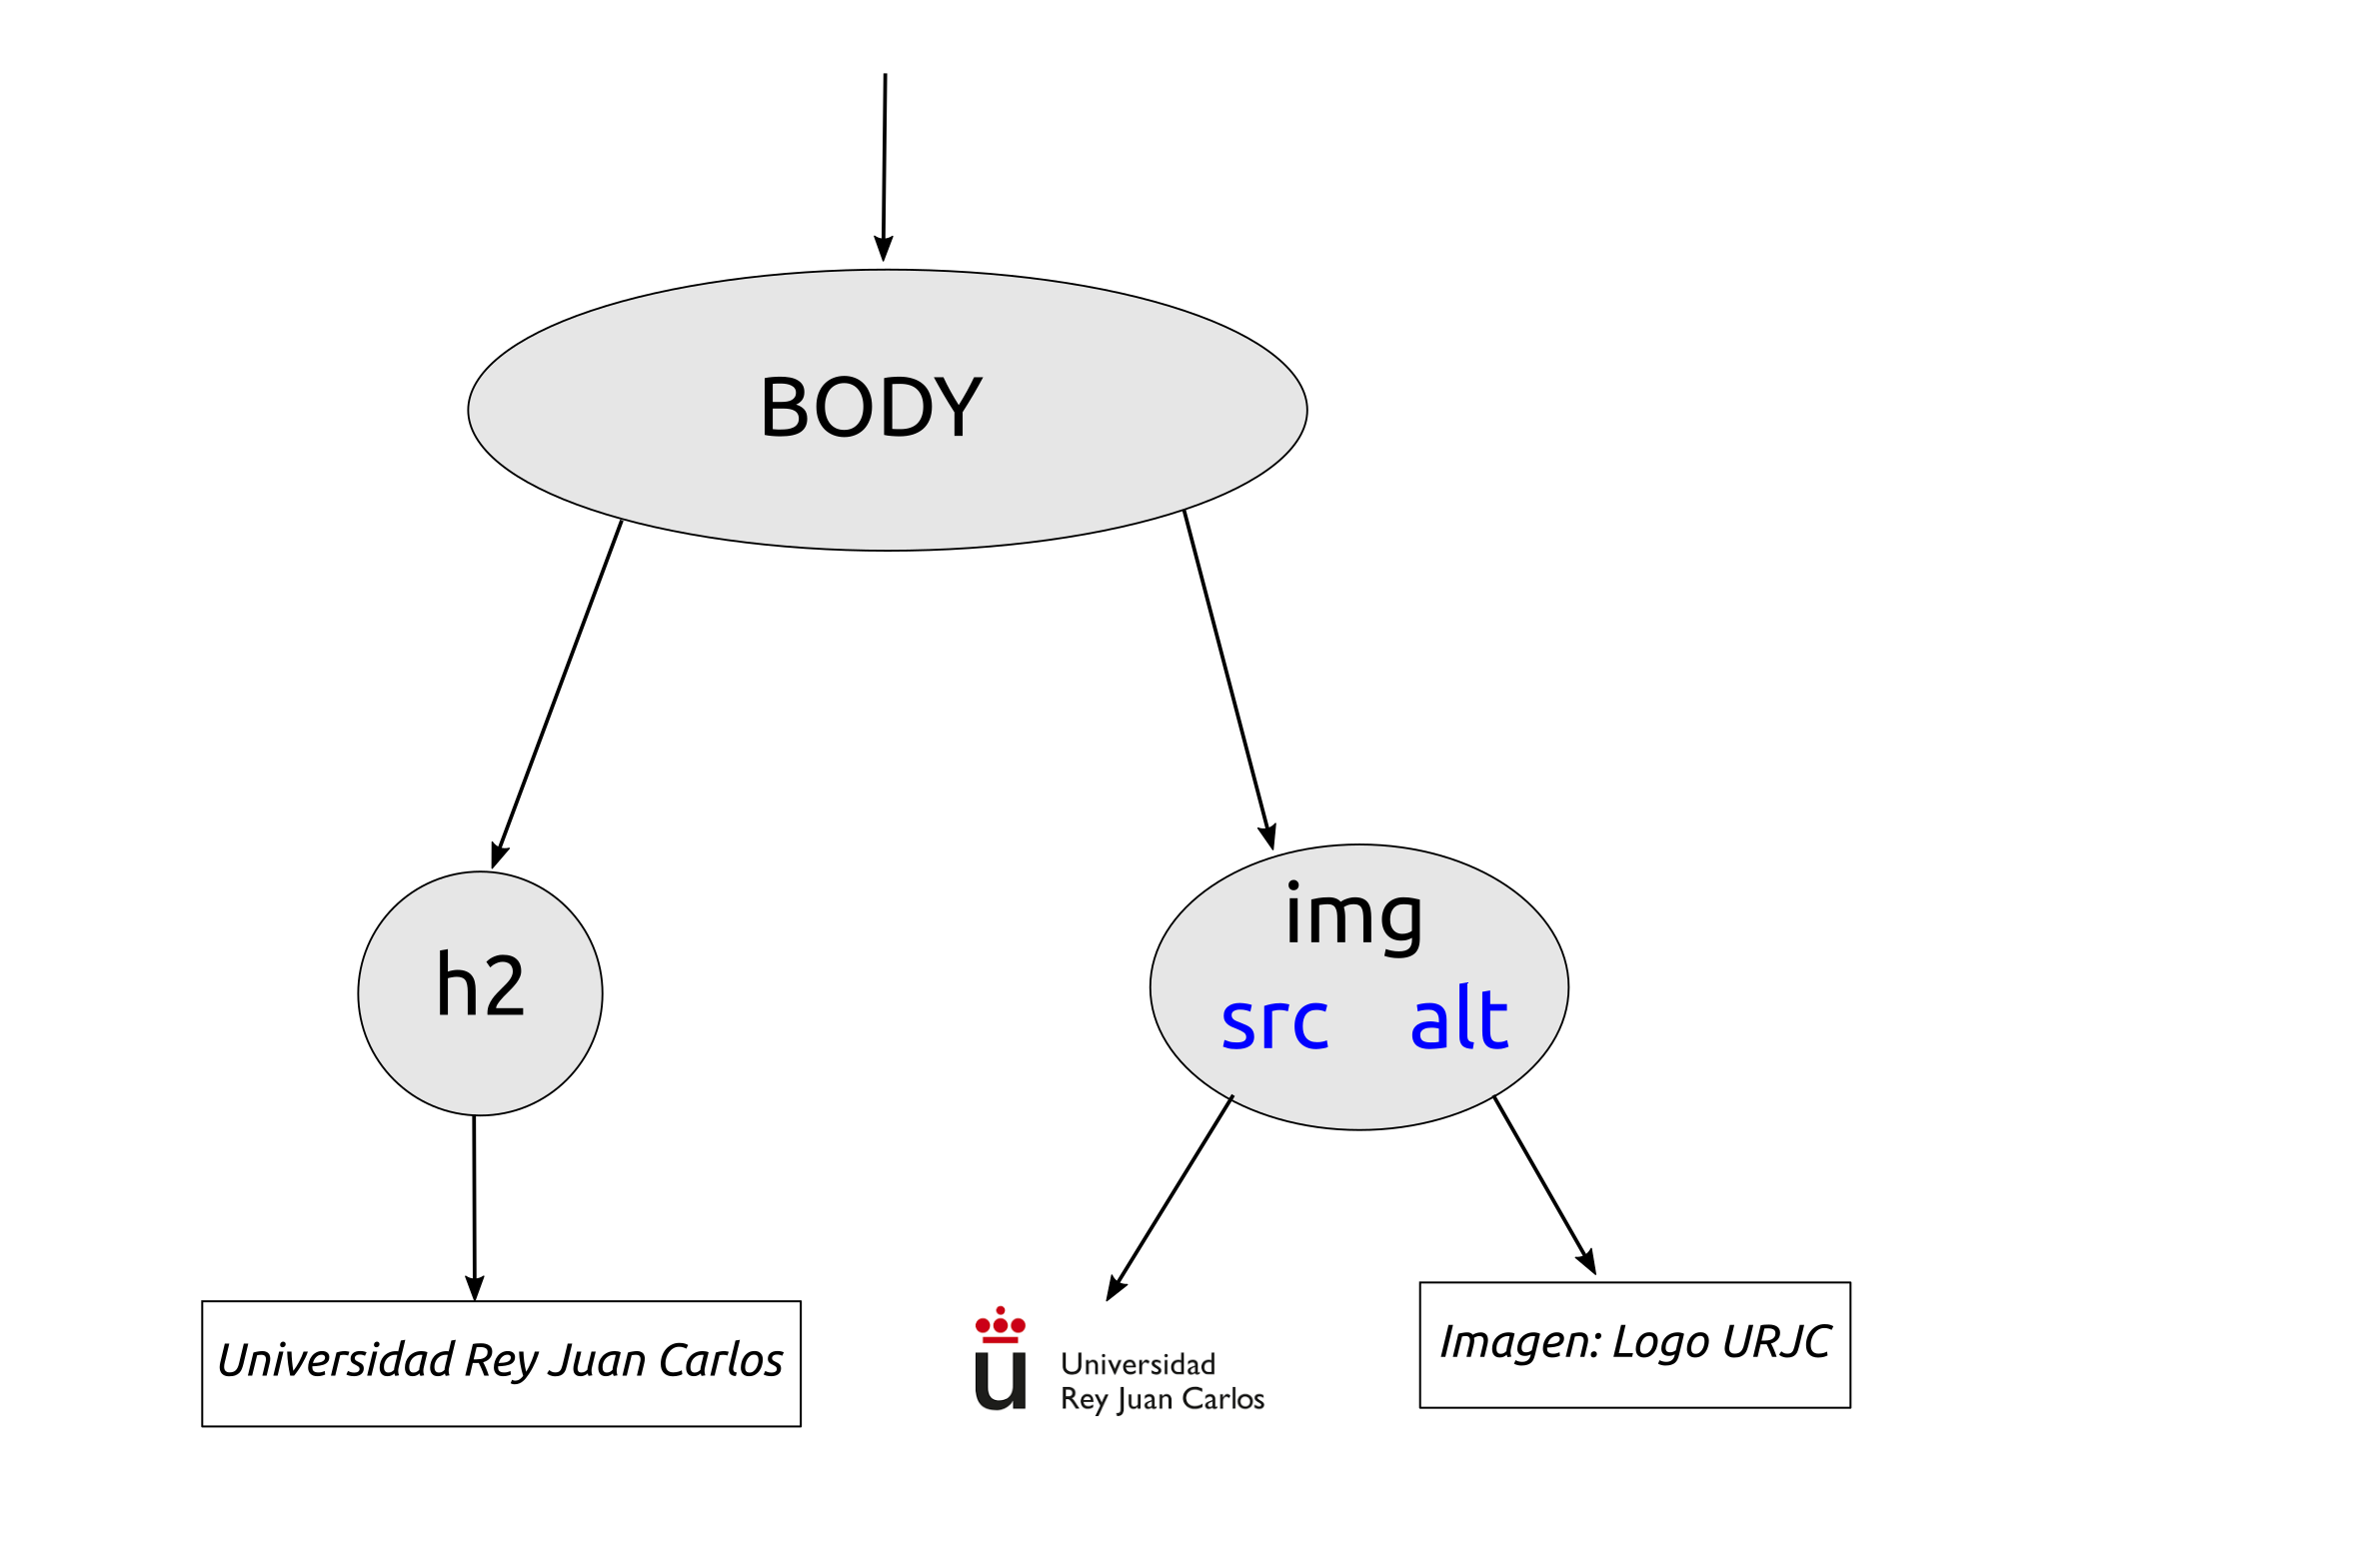 BODY
h2
img
src alt
Universidad Rey Juan Carlos
u Universidad
Rey Juan Carlos
Imagen: Logo URJC